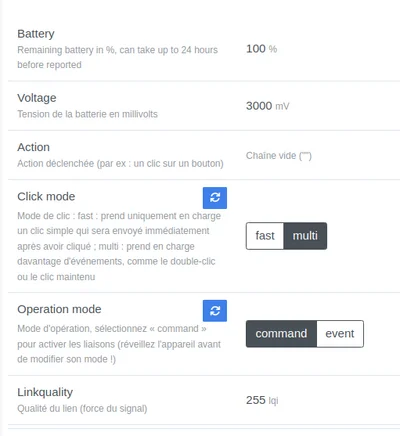 Battery
Remaining battery in %, can take up to 24 hours
before reported
100 %
Voltage
Tension de la batterie en millivolts
3000 mV
Action
Action déclenchée (par ex : un clic sur un bouton)
Chaîne vide ("")
Click mode
Mode de clic : fast : prend uniquement en charge
un clic simple qui sera envoyé immédiatement
après avoir cliqué ; multi : prend en charge
davantage d'événements, comme le double-clic
ou le clic maintenu
fast multi
Operation mode
Mode d'opération, sélectionnez « command »
pour activer les liaisons (réveillez l'appareil avant
de modifier son mode !)
command event
Linkquality
Qualité du lien (force du signal)
255 lqi